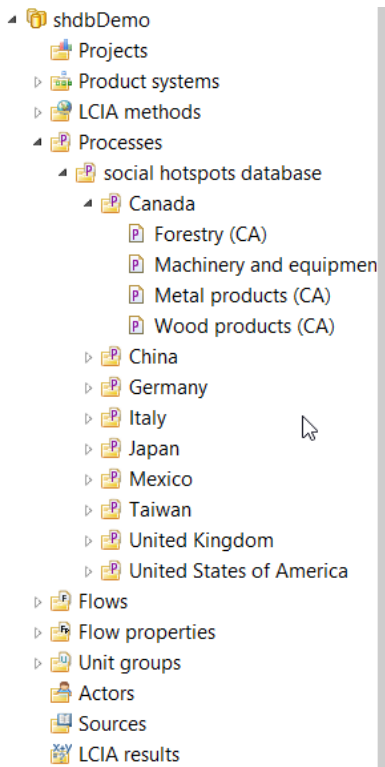 shdbDemo
Projects
Product systems
LCIA methods
Processes
social hotspots database
Canada
Forestry (CA)
Machinery and equipmen
Metal products (CA)
Wood products (CA)
China
Germany
Italy
Japan
Mexico
Taiwan
United Kingdom
United States of America
Flows
Flow properties
Unit groups
Actors
Sources
LCIA results